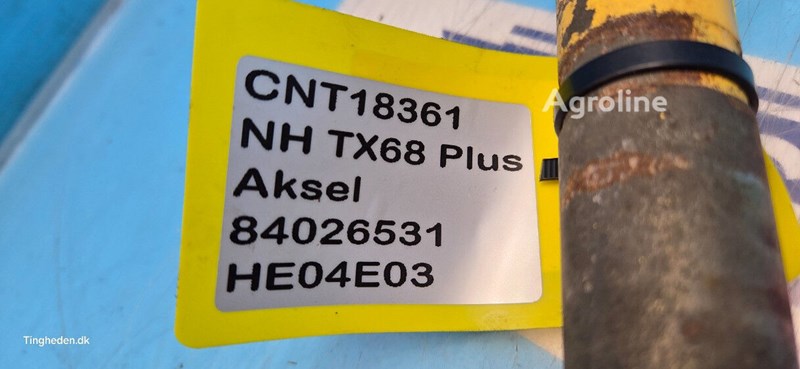 CNT18361
NH TX68 Plus
Aksel
84026531
HE04E03
Agroline
Tingheden.dk